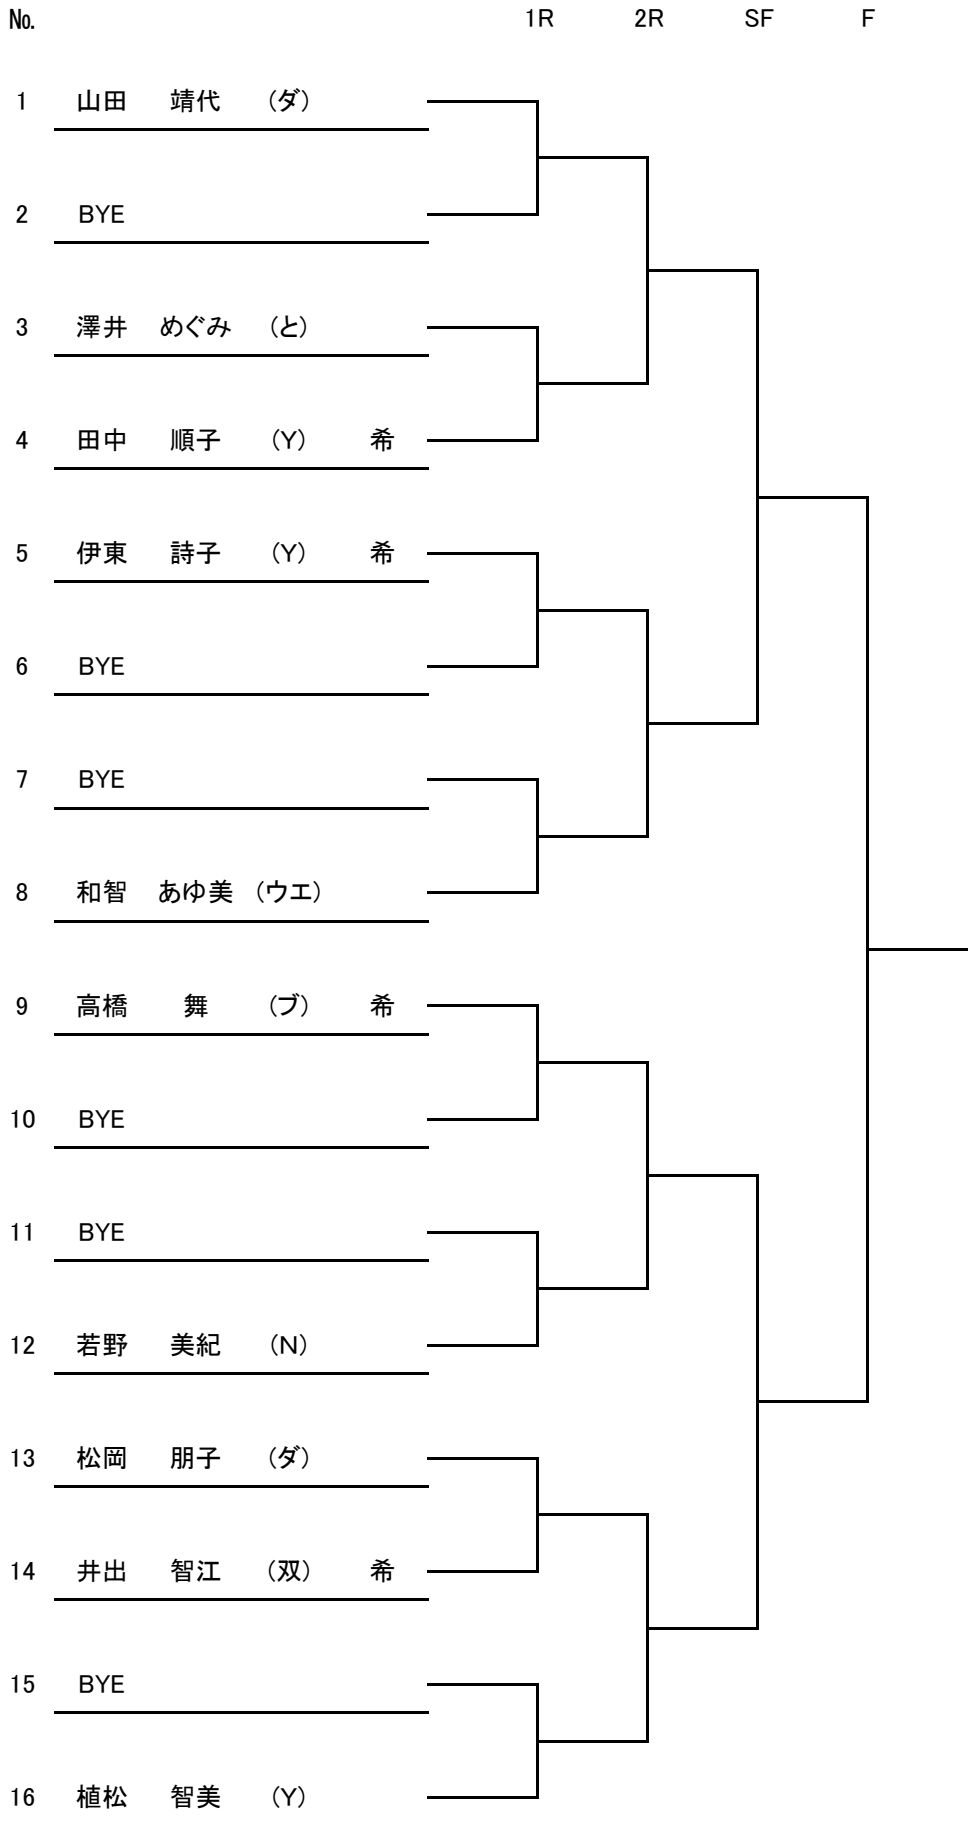 №. 1R 2R SF F
1 山田 靖代 (ダ)
2 BYE
3 澤井 めぐみ (と)
4 田中 順子 (Y) 希
5 伊東 詩子 (Y) 希
6 BYE
7 BYE
8 和智 あゆ美 (ウエ)
9 高橋 舞 (ブ) 希
10 BYE
11 BYE
12 若野 美紀 (N)
13 松岡 朋子 (ダ)
14 井出 智江 (双) 希
15 BYE
16 植松 智美 (Y)